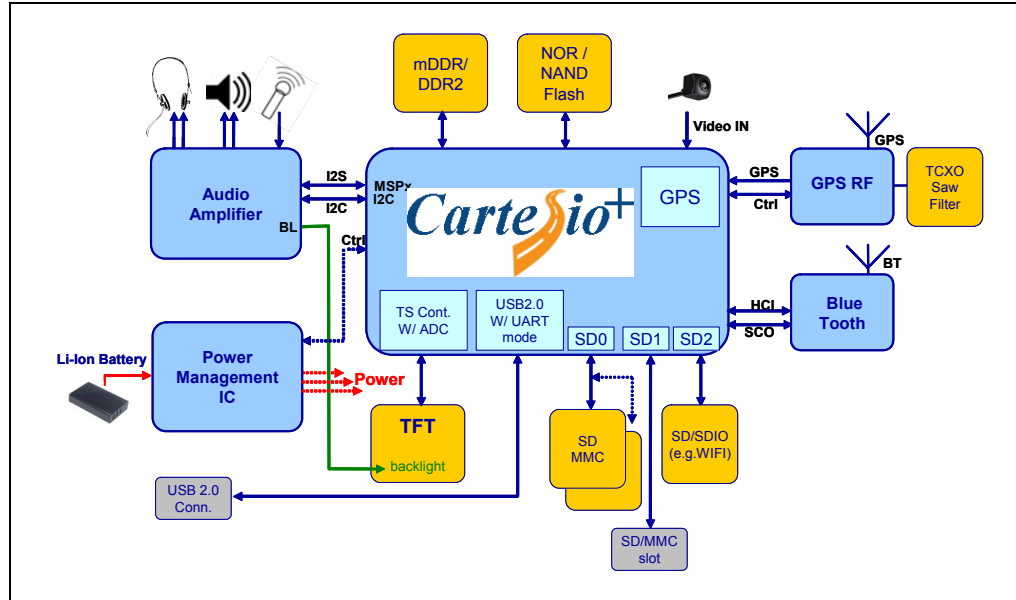 mDDR/
DDR2
NOR /
NAND
Flash
Video IN
GPS
Audio
Amplifier
BL
I2S
I2C
MSPx
I2C
Ctrl
Cartesio+
GPS
GPS
Ctrl
GPS RF
TCXO
Saw
Filter
BT
HCI
SCO
Blue
Tooth
TS Cont.
W/ ADC
USB2.0
W/ UART
mode
SD0
SD1
SD2
Li-Ion Battery
Power
Management
IC
Power
TFT
backlight
SD
MMC
SD/SDIO
(e.g.WIFI)
USB 2.0
Conn.
SD/MMC
slot